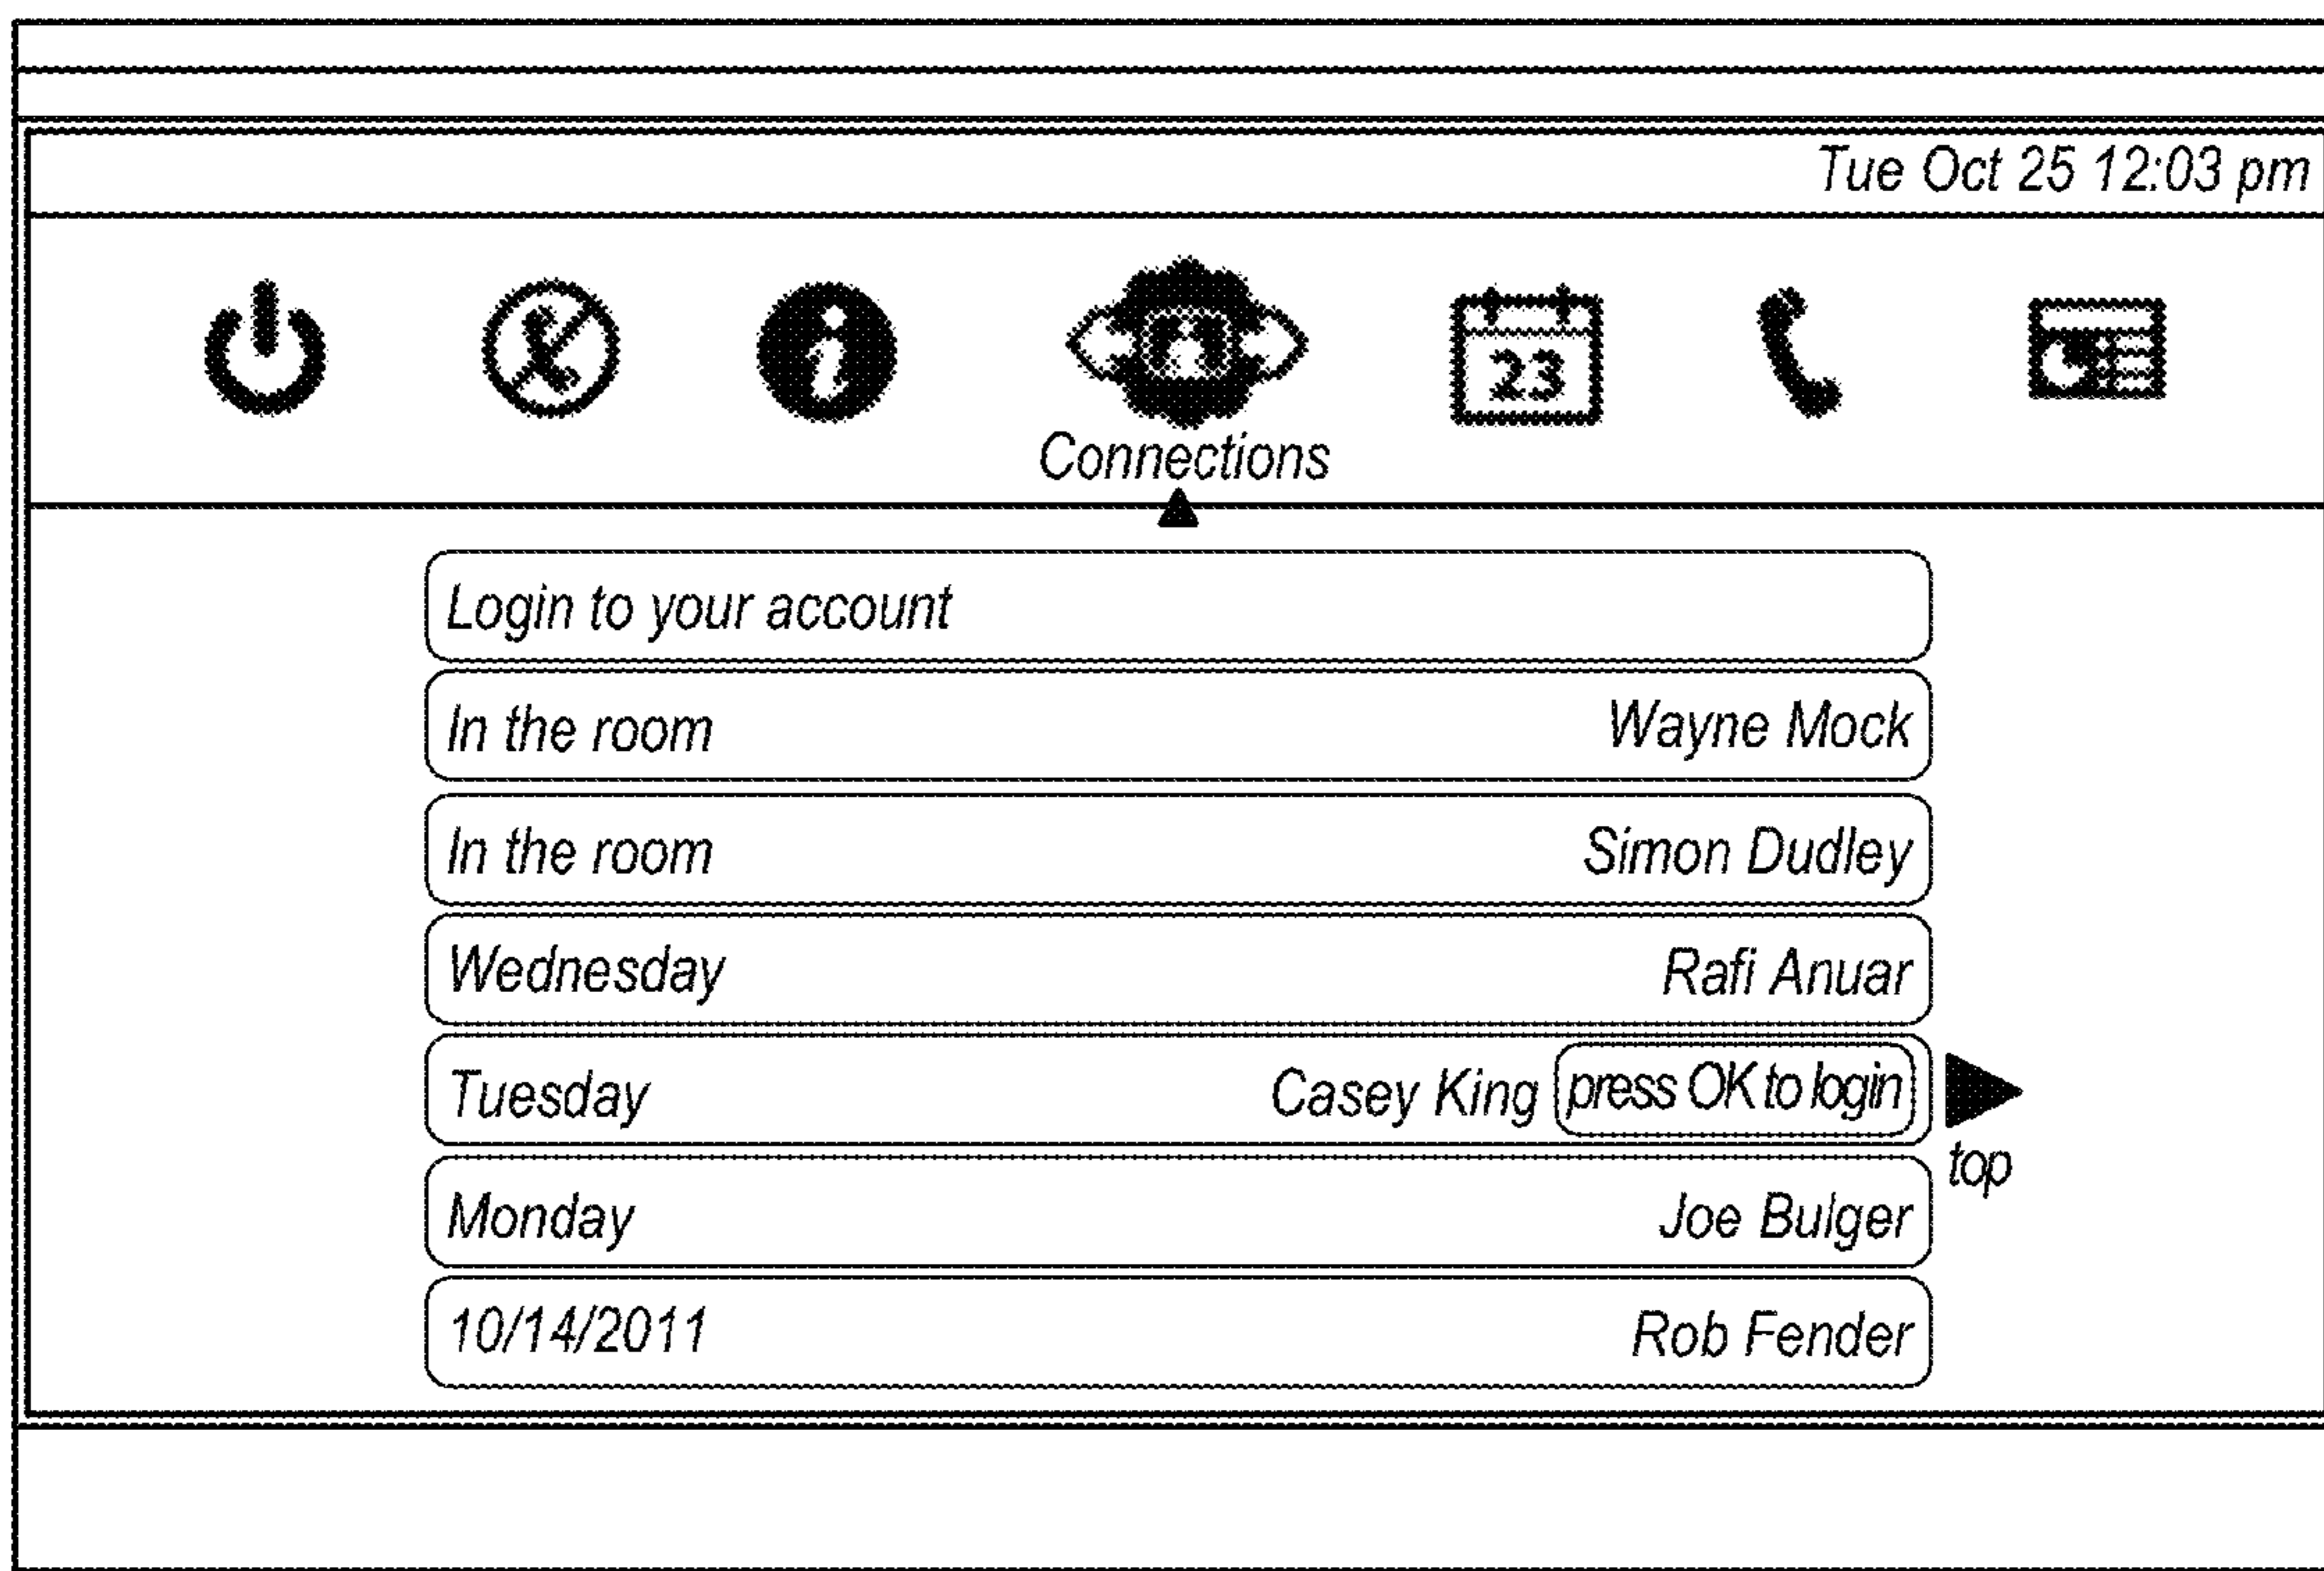 Tue Oct 25 12:03 pm
23
Connections
Login to your account
In the room Wayne Mock
In the room Simon Dudley
Wednesday Rafi Anuar
Tuesday Casey King press OK to login
top
Monday Joe Bulger
10/14/2011 Rob Fender